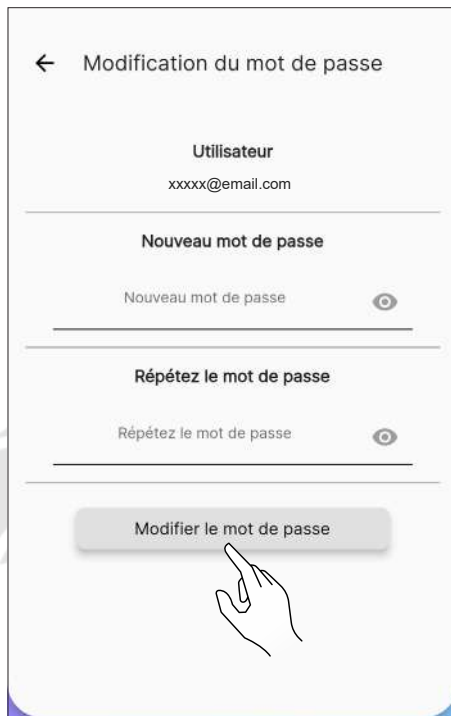 Modification du mot de passe
Utilisateur
xxxxx@email.com
Nouveau mot de passe
Nouveau mot de passe
Répétez le mot de passe
Répétez le mot de passe
Modifier le mot de passe